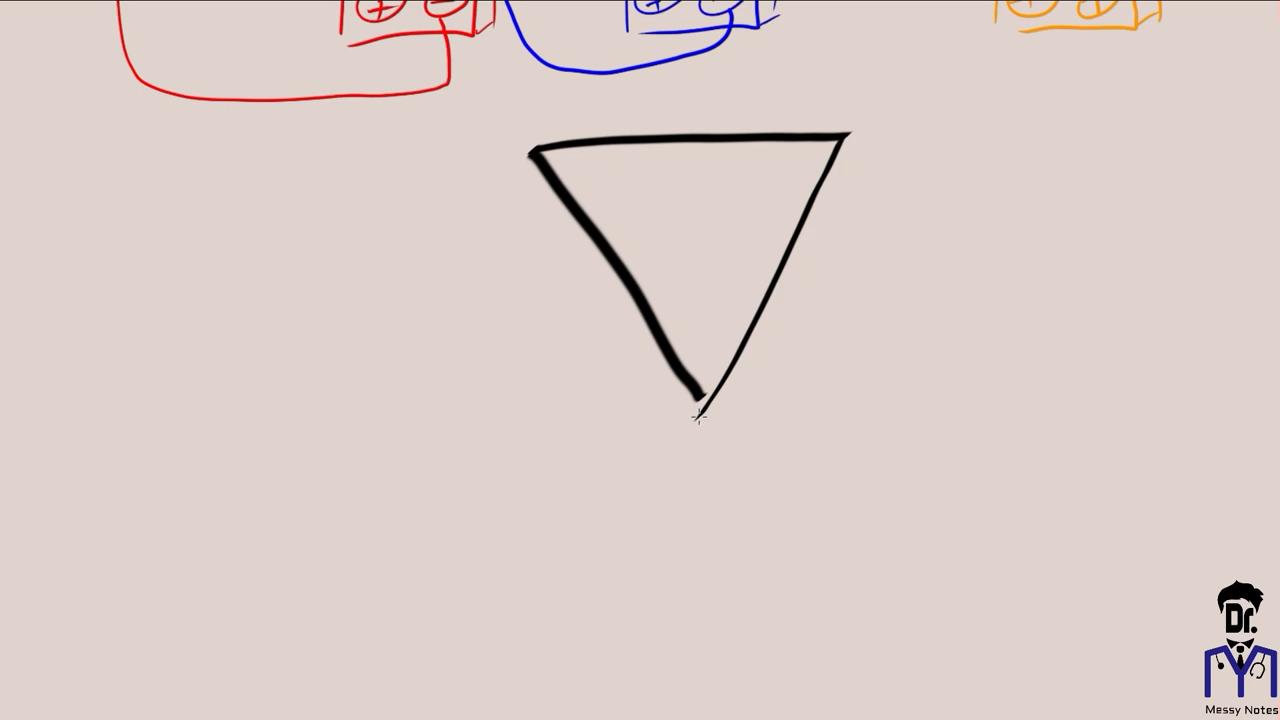 + −
+ −
+ +
Dr.
Messy Notes